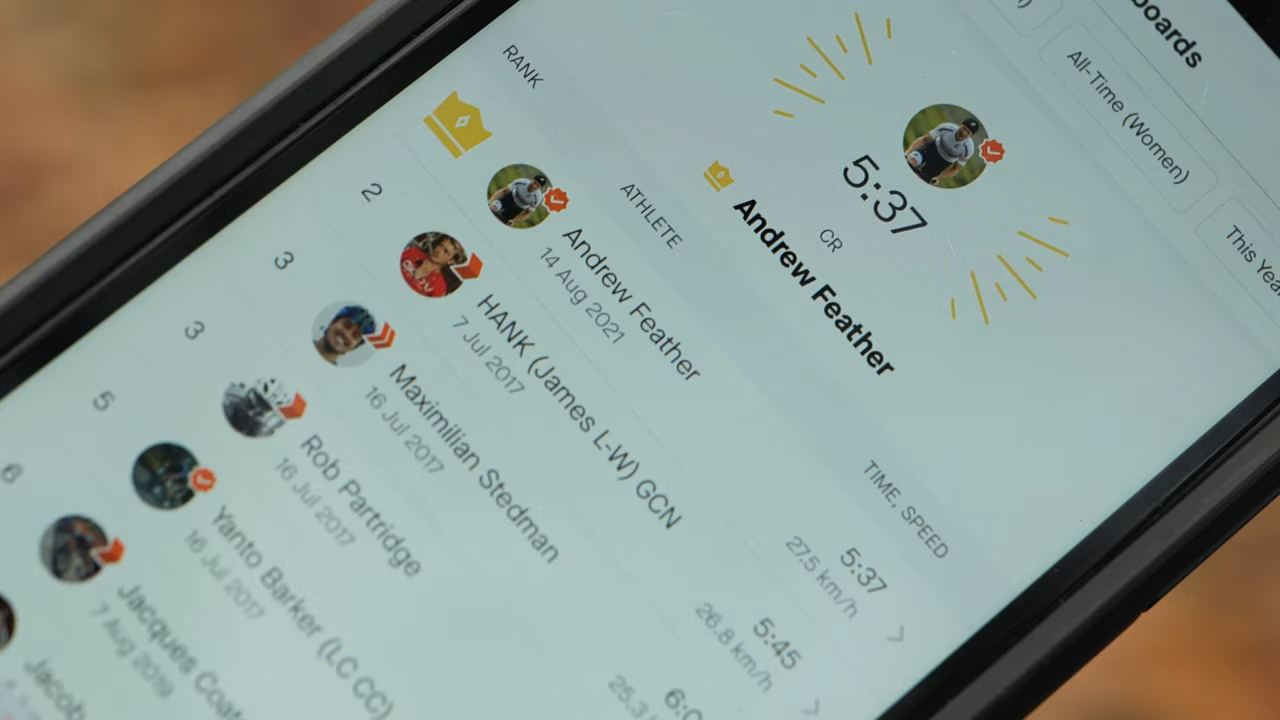 All-Time (Women)
This
5:37
CR
Andrew Feather
RANK
ATHLETE
TIME, SPEED
Andrew Feather
14 Aug 2021
5:37
27.5 km/h
2
HANK (James L-W) GCN
7 Jul 2017
5:45
26.8 km/h
3
Maximilian Stedman
16 Jul 2017
3
Rob Partridge
16 Jul 2017
5
Yanto Barker (LC CC)
16 Jul 2017
6
Jacques
7 Aug 2019